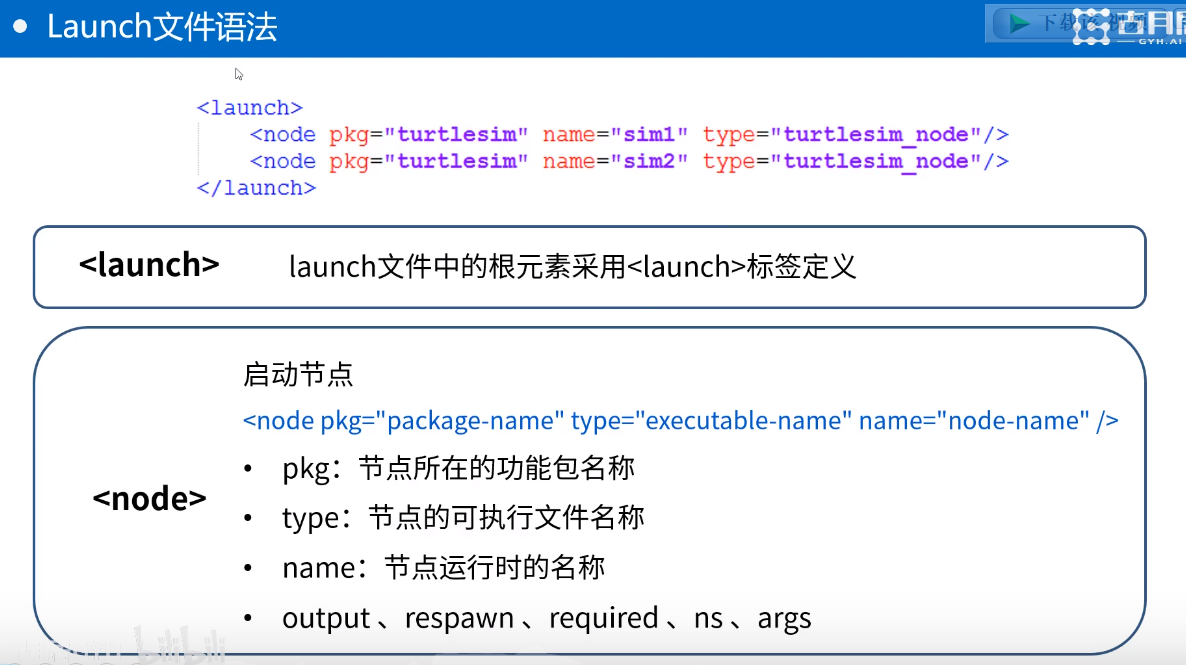 Launch文件语法
下载该视频
古月居
GYH.AI
<launch>
<node pkg="turtlesim" name="sim1" type="turtlesim_node"/>
<node pkg="turtlesim" name="sim2" type="turtlesim_node"/>
</launch>
<launch>
launch文件中的根元素采用<launch>标签定义
<node>
启动节点
<node pkg="package-name" type="executable-name" name="node-name" />
• pkg：节点所在的功能包名称
• type：节点的可执行文件名称
• name：节点运行时的名称
• output 、respawn 、required 、ns 、args
bilibili